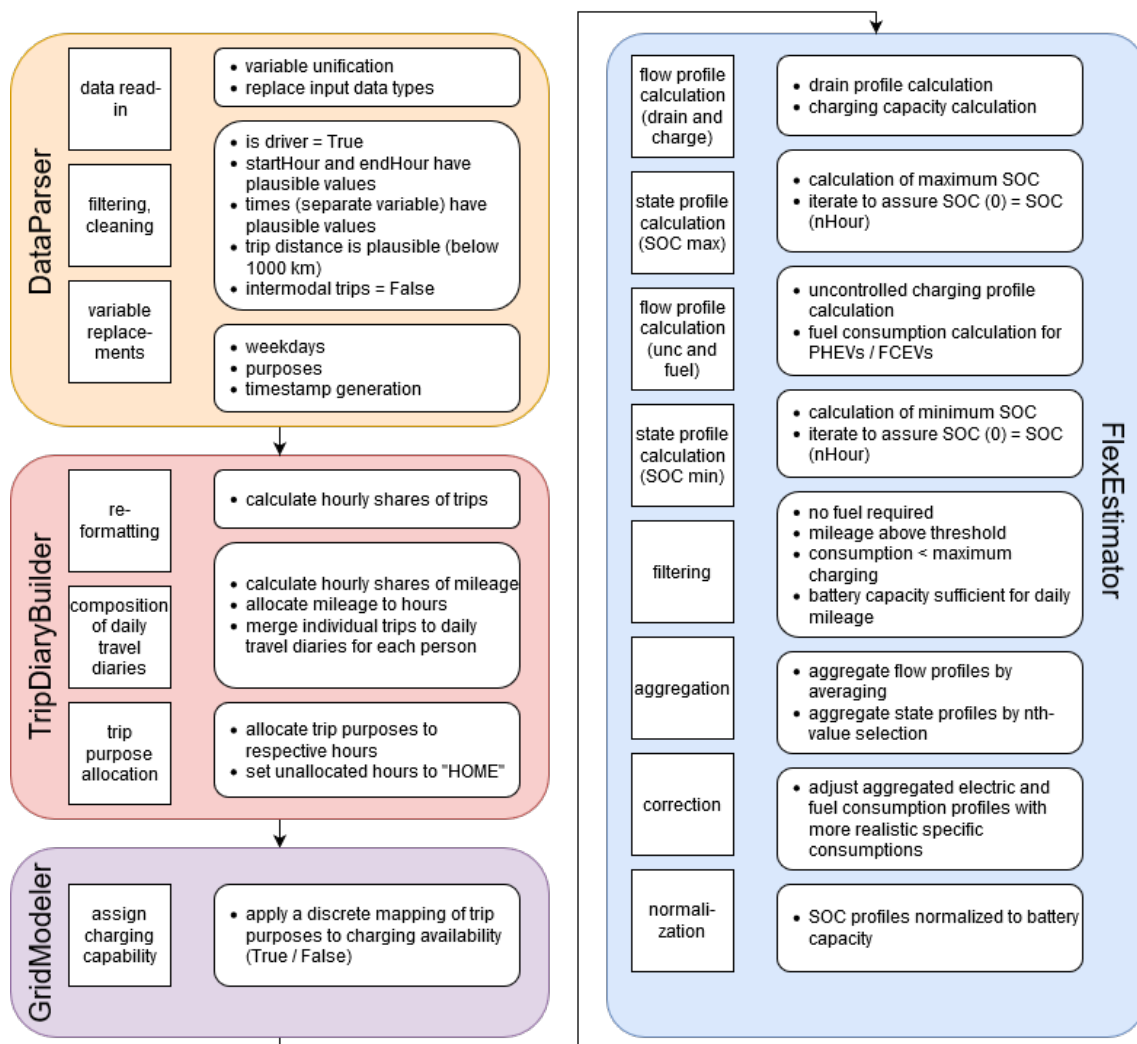 DataParser
data read-
in
• variable unification
• replace input data types
filtering,
cleaning
• is driver = True
• startHour and endHour have
plausible values
• times (separate variable) have
plausible values
• trip distance is plausible (below
1000 km)
• intermodal trips = False
variable
replace-
ments
• weekdays
• purposes
• timestamp generation
TripDiaryBuilder
re-
formatting
• calculate hourly shares of trips
composition
of daily
travel
diaries
• calculate hourly shares of mileage
• allocate mileage to hours
• merge individual trips to daily
travel diaries for each person
trip
purpose
allocation
• allocate trip purposes to
respective hours
• set unallocated hours to "HOME"
GridModeler
assign
charging
capability
• apply a discrete mapping of trip
purposes to charging availability
(True / False)
FlexEstimator
flow profile
calculation
(drain and
charge)
• drain profile calculation
• charging capacity calculation
state profile
calculation
(SOC max)
• calculation of maximum SOC
• iterate to assure SOC (0) = SOC
(nHour)
flow profile
calculation
(unc and
fuel)
• uncontrolled charging profile
calculation
• fuel consumption calculation for
PHEVs / FCEVs
state profile
calculation
(SOC min)
• calculation of minimum SOC
• iterate to assure SOC (0) = SOC
(nHour)
filtering
• no fuel required
• mileage above threshold
• consumption < maximum
charging
• battery capacity sufficient for daily
mileage
aggregation
• aggregate flow profiles by
averaging
• aggregate state profiles by nth-
value selection
correction
• adjust aggregated electric and
fuel consumption profiles with
more realistic specific
consumptions
normali-
zation
• SOC profiles normalized to battery
capacity